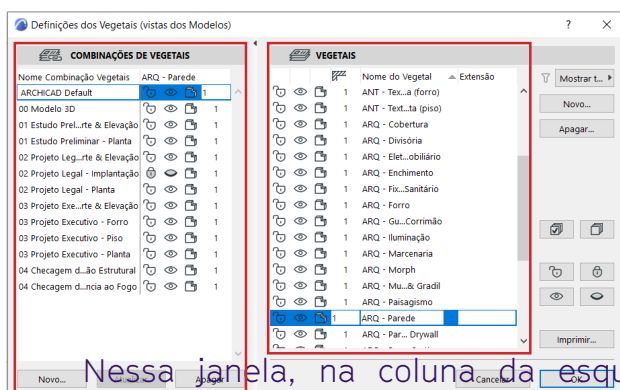 Definições dos Vegetais (vistas dos Modelos)
COMBINAÇÕES DE VEGETAIS
Nome Combinação Vegetais ARQ - Parede
ARCHICAD Default 1
00 Modelo 3D 1
01 Estudo Prel...rte & Elevação 1
01 Estudo Preliminar - Planta 1
02 Projeto Leg...rte & Elevação 1
02 Projeto Legal - Implantação 1
02 Projeto Legal - Planta 1
03 Projeto Exe...rte & Elevação 1
03 Projeto Executivo - Forro 1
03 Projeto Executivo - Piso 1
03 Projeto Executivo - Planta 1
04 Checagem d...ão Estrutural 1
04 Checagem d...ncia ao Fogo 1
Novo...
Apagar
VEGETAIS
Nome do Vegetal Extensão
1 ANT - Tex...a (forro)
1 ANT - Text...ta (piso)
1 ARQ - Cobertura
1 ARQ - Divisória
1 ARQ - Elet...obiliário
1 ARQ - Enchimento
1 ARQ - Fix...Sanitário
1 ARQ - Forro
1 ARQ - Gu...Corrimão
1 ARQ - Iluminação
1 ARQ - Marcenaria
1 ARQ - Morph
1 ARQ - Mu...& Gradil
1 ARQ - Paisagismo
1 ARQ - Parede
1 ARQ - Par... Drywall
Mostrar t...
Novo...
Apagar...
Imprimir...
Cancelar
OK
Nessa janela, na coluna da esqu